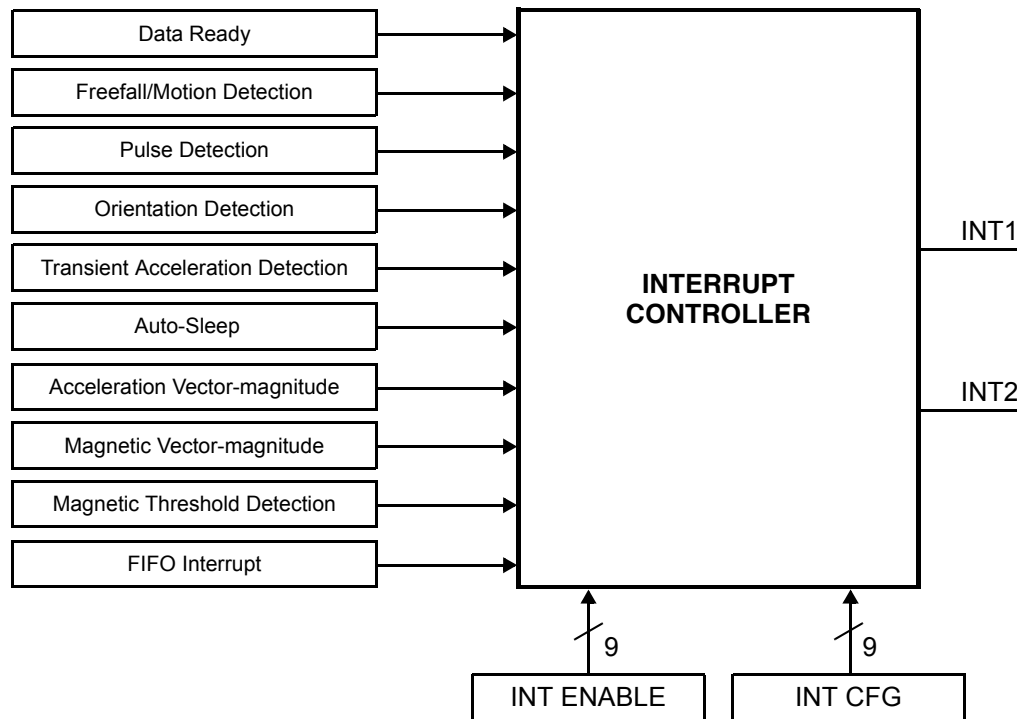 Data Ready
Freefall/Motion Detection
Pulse Detection
Orientation Detection
Transient Acceleration Detection
Auto-Sleep
Acceleration Vector-magnitude
Magnetic Vector-magnitude
Magnetic Threshold Detection
FIFO Interrupt
INTERRUPT
CONTROLLER
INT1
INT2
9
9
INT ENABLE
INT CFG